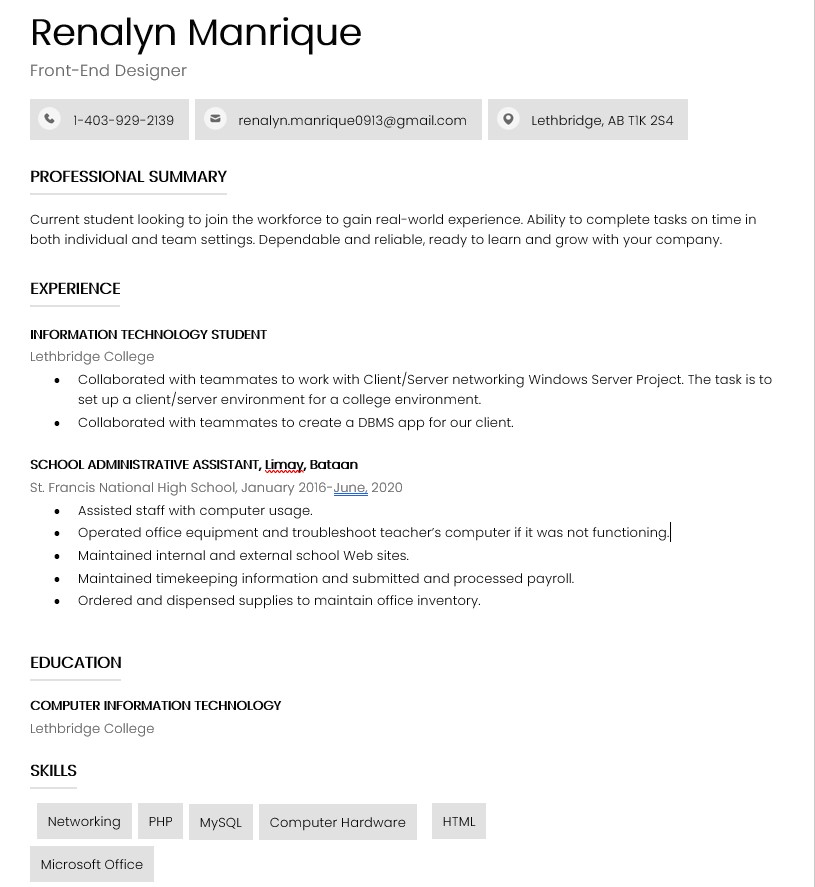 Renalyn Manrique
Front-End Designer
1-403-929-2139 renalyn.manrique0913@gmail.com Lethbridge, AB T1K 2S4
PROFESSIONAL SUMMARY
Current student looking to join the workforce to gain real-world experience. Ability to complete tasks on time in
both individual and team settings. Dependable and reliable, ready to learn and grow with your company.
EXPERIENCE
INFORMATION TECHNOLOGY STUDENT
Lethbridge College
• Collaborated with teammates to work with Client/Server networking Windows Server Project. The task is to
set up a client/server environment for a college environment.
• Collaborated with teammates to create a DBMS app for our client.
SCHOOL ADMINISTRATIVE ASSISTANT, Limay, Bataan
St. Francis National High School, January 2016-June, 2020
• Assisted staff with computer usage.
• Operated office equipment and troubleshoot teacher's computer if it was not functioning.
• Maintained internal and external school Web sites.
• Maintained timekeeping information and submitted and processed payroll.
• Ordered and dispensed supplies to maintain office inventory.
EDUCATION
COMPUTER INFORMATION TECHNOLOGY
Lethbridge College
SKILLS
Networking PHP MySQL Computer Hardware HTML
Microsoft Office